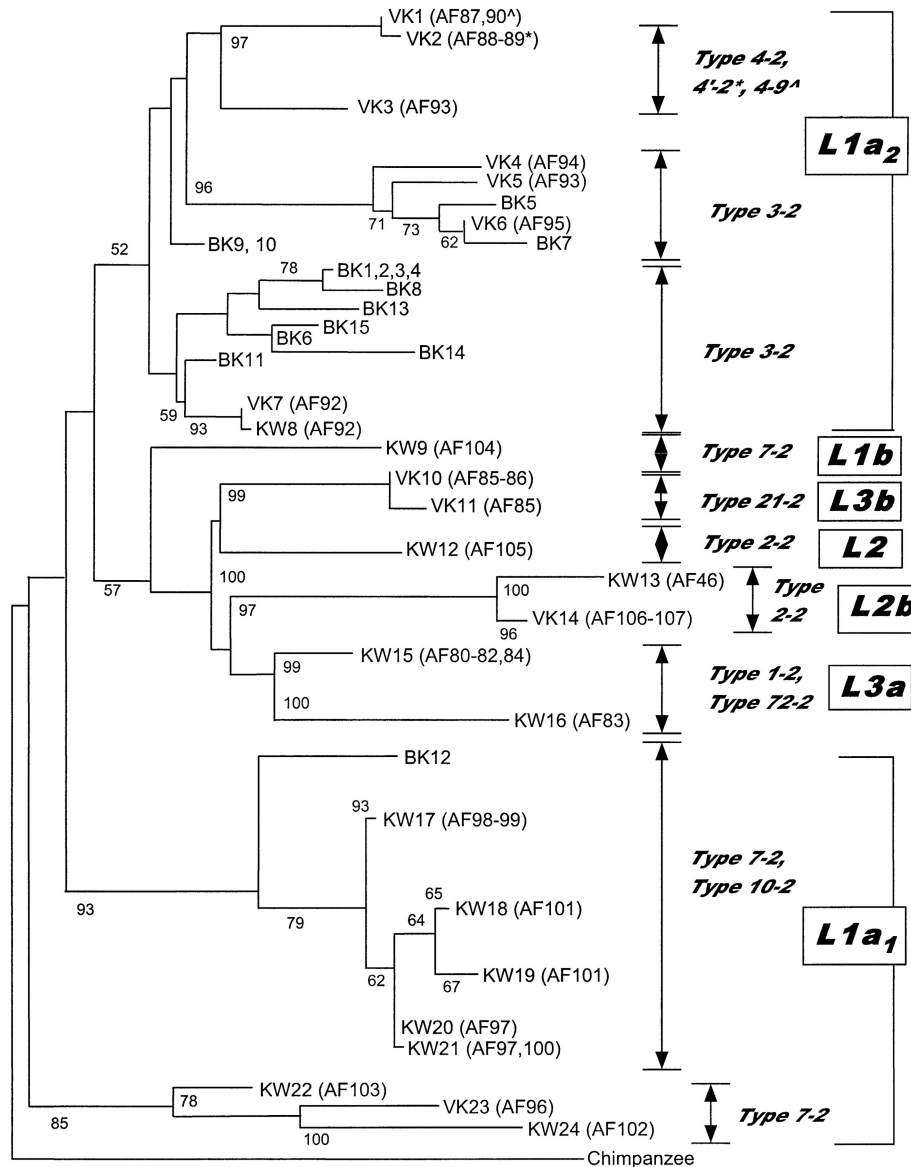 VK1 (AF87,90^)
VK2 (AF88-89*)
97
Type 4-2,
4'-2*, 4-9^
VK3 (AF93)
L1a2
VK4 (AF94)
96
VK5 (AF93)
BK5
Type 3-2
71
73
VK6 (AF95)
62
BK7
52
BK9, 10
78
BK1,2,3,4
BK8
BK13
BK15
BK6
BK14
Type 3-2
BK11
VK7 (AF92)
59
93
KW8 (AF92)
KW9 (AF104)
Type 7-2
L1b
VK10 (AF85-86)
99
VK11 (AF85)
Type 21-2
L3b
KW12 (AF105)
Type 2-2
L2
57
100
KW13 (AF46)
100
Type
2-2
L2b
97
VK14 (AF106-107)
96
KW15 (AF80-82,84)
99
Type 1-2,
Type 72-2
L3a
100
KW16 (AF83)
BK12
93
KW17 (AF98-99)
Type 7-2,
Type 10-2
65
KW18 (AF101)
93
79
64
L1a1
62
KW19 (AF101)
67
KW20 (AF97)
KW21 (AF97,100)
KW22 (AF103)
78
VK23 (AF96)
Type 7-2
85
KW24 (AF102)
100
Chimpanzee